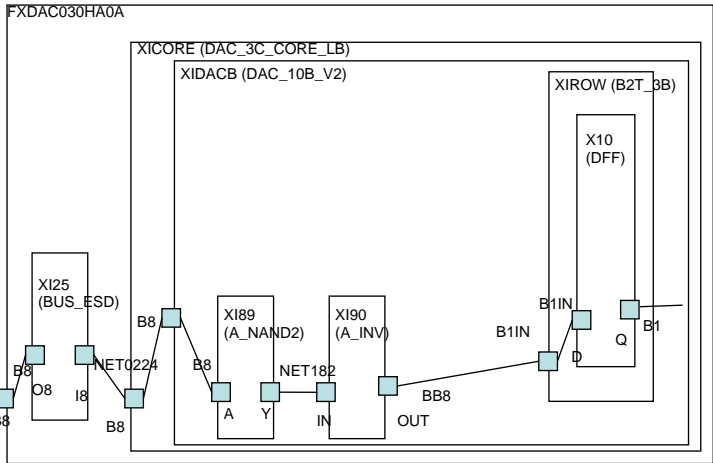 FXDAC030HA0A
XICORE (DAC_3C_CORE_LB)
XIDACB (DAC_10B_V2)
XIROW (B2T_3B)
X10
(DFF)
XI25
(BUS_ESD)
XI89
(A_NAND2)
XI90
(A_INV)
B8
B8
B1IN
B1IN
B1
Q
D
B8
NET0224
B8
NET182
BB8
O8
I8
A
Y
IN
OUT
B8